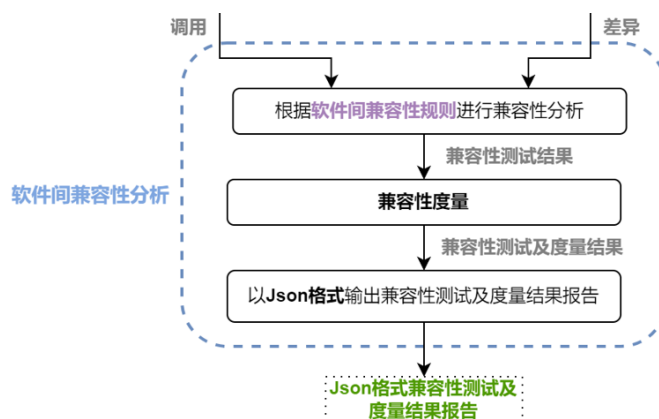 调用
差异
根据软件间兼容性规则进行兼容性分析
兼容性测试结果
软件间兼容性分析
兼容性度量
兼容性测试及度量结果
以Json格式输出兼容性测试及度量结果报告
Json格式兼容性测试及
度量结果报告